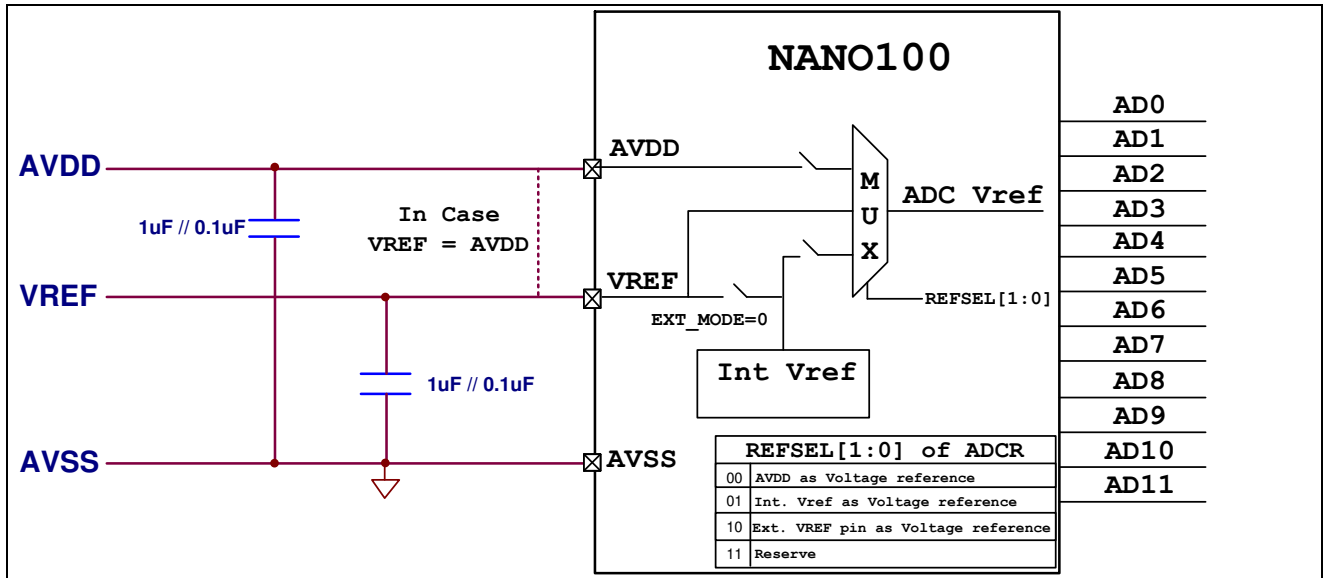 NANO100
AVDD
1uF // 0.1uF
In Case
VREF = AVDD
VREF
1uF // 0.1uF
AVSS
AVDD
VREF
EXT_MODE=0
Int Vref
AVSS
M
U
X
ADC Vref
REFSEL[1:0]
REFSEL[1:0] of ADCR
00 AVDD as Voltage reference
01 Int. Vref as Voltage reference
10 Ext. VREF pin as Voltage reference
11 Reserve
AD0
AD1
AD2
AD3
AD4
AD5
AD6
AD7
AD8
AD9
AD10
AD11